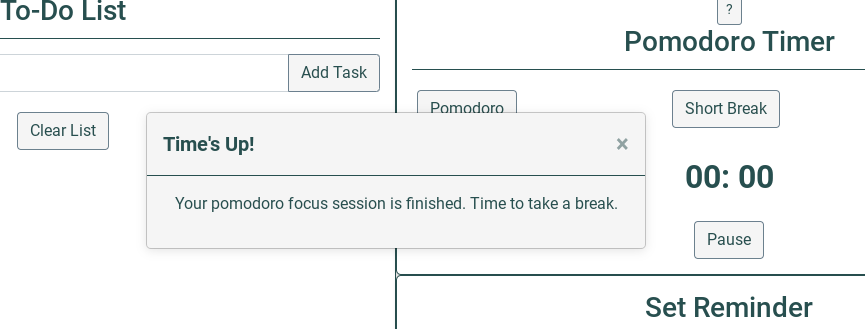 To-Do List
Add Task
Clear List
?
Pomodoro Timer
Pomodoro
Short Break
00: 00
Pause
Time's Up!
×
Your pomodoro focus session is finished. Time to take a break.
Set Reminder